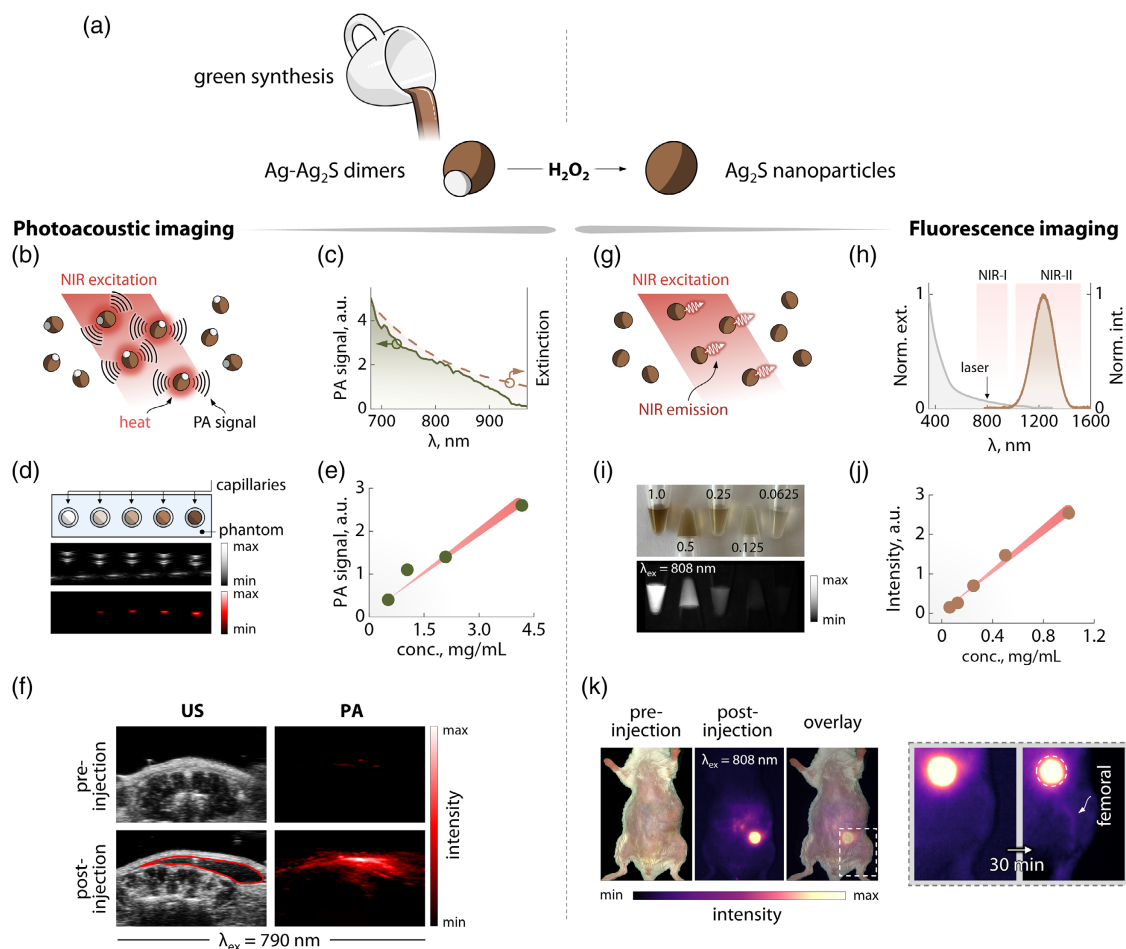 (a)
green synthesis
Ag-Ag₂S dimers
H₂O₂
Ag₂S nanoparticles
Photoacoustic imaging
Fluorescence imaging
(b)
NIR excitation
heat
PA signal
(c)
PA signal, a.u.
4
2
0
Extinction
700 800 900
λ, nm
(d)
capillaries
phantom
max
min
max
min
(e)
PA signal, a.u.
3
2
1
0
0 1.5 3.0 4.5
conc., mg/mL
(f)
US
PA
pre-
injection
post-
injection
max
intensity
min
λex = 790 nm
(g)
NIR excitation
NIR emission
(h)
NIR-I
NIR-II
Norm. ext.
1
0
laser
1
0
Norm. int.
400 800 1200 1600
λ, nm
(i)
1.0
0.25
0.0625
0.5
0.125
λex = 808 nm
max
min
(j)
Intensity, a.u.
3
2
1
0
0 0.4 0.8 1.2
conc., mg/mL
(k)
pre-
injection
post-
injection
overlay
λex = 808 nm
min
max
intensity
30 min
femoral